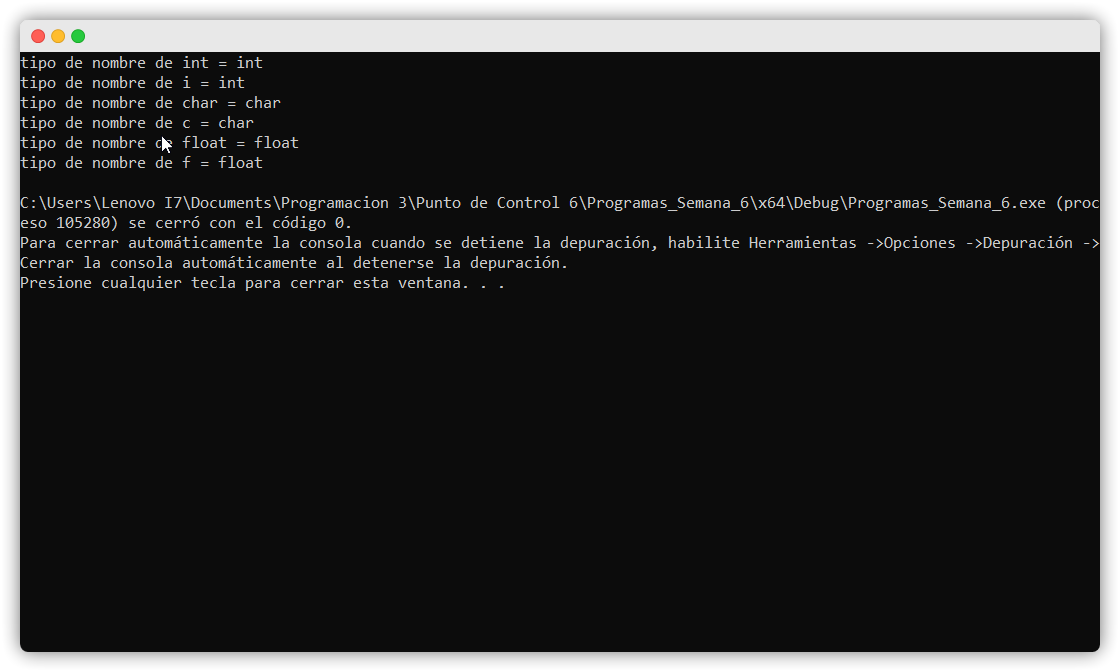 tipo de nombre de int = int
tipo de nombre de i = int
tipo de nombre de char = char
tipo de nombre de c = char
tipo de nombre de float = float
tipo de nombre de f = float
C:\Users\Lenovo I7\Documents\Programacion 3\Punto de Control 6\Programas_Semana_6\x64\Debug\Programas_Semana_6.exe (proc
eso 105280) se cerró con el código 0.
Para cerrar automáticamente la consola cuando se detiene la depuración, habilite Herramientas ->Opciones ->Depuración ->
Cerrar la consola automáticamente al detenerse la depuración.
Presione cualquier tecla para cerrar esta ventana. . .